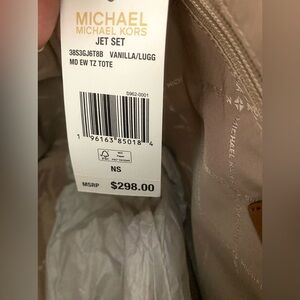 MICHAEL
MICHAEL KORS
JET SET
38S3GJ6T8B VANILLA/LUGG
MD EW TZ TOTE
0962-0001
1 96163 85018 4
NS
MSRP $298.00
MICHAEL K